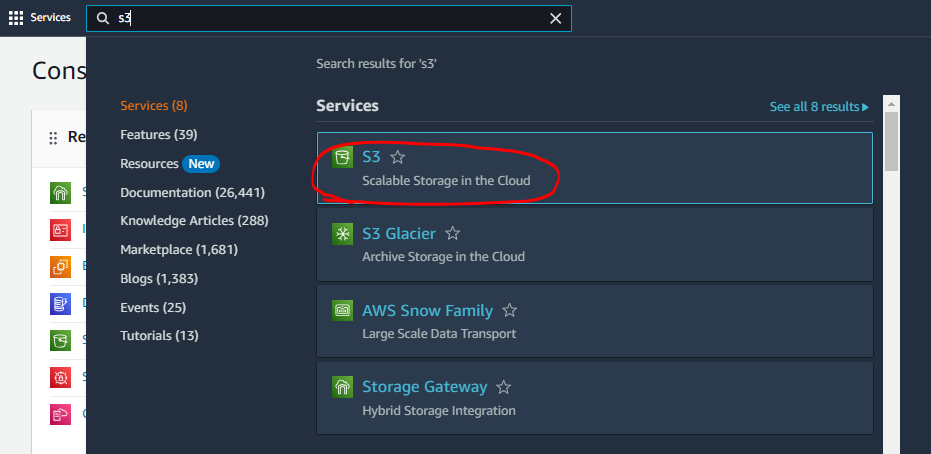 Services
s3
Cons
Search results for 's3'
Services (8)
Features (39)
Resources New
Documentation (26,441)
Knowledge Articles (288)
Marketplace (1,681)
Blogs (1,383)
Events (25)
Tutorials (13)
Services
See all 8 results
S3
Scalable Storage in the Cloud
S3 Glacier
Archive Storage in the Cloud
AWS Snow Family
Large Scale Data Transport
Storage Gateway
Hybrid Storage Integration
Re